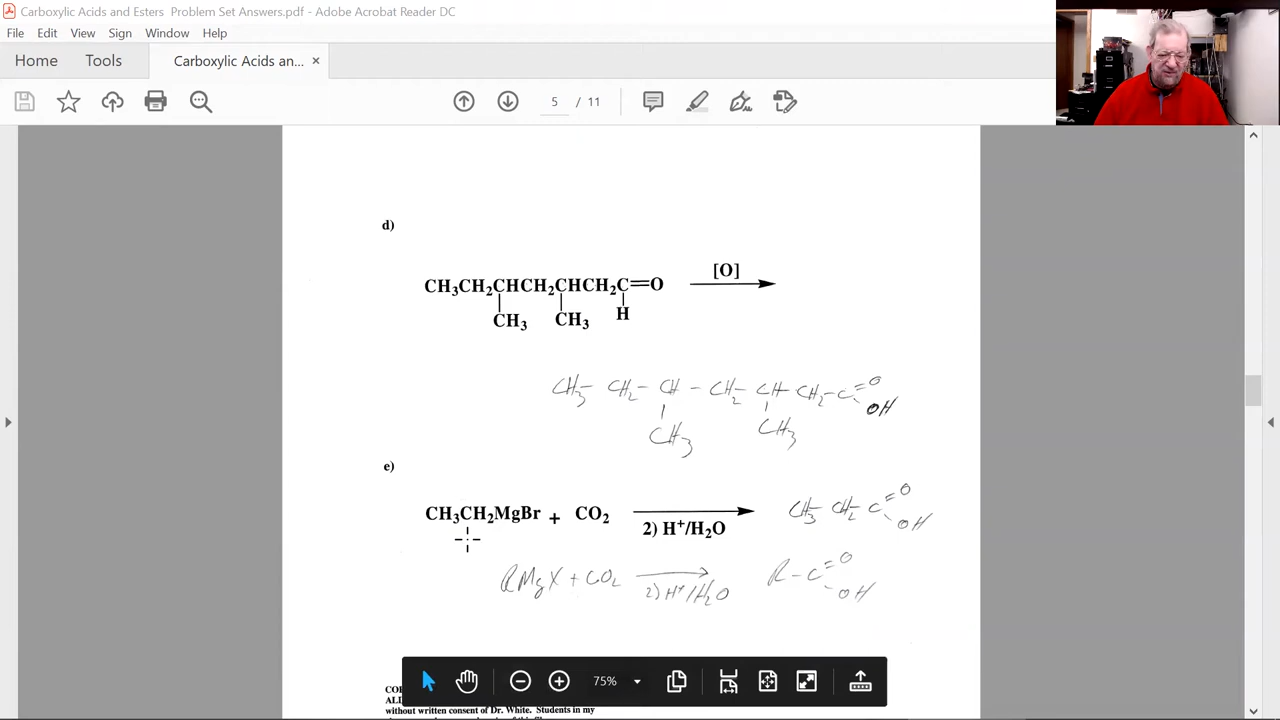 Carboxylic Acids and Esters Problem Set Answers.pdf - Adobe Acrobat Reader DC
File Edit View Sign Window Help
Home Tools Carboxylic Acids an... ×
5 / 11
d)
[O]
CH3CH2CHCH2CHCH2C=O
CH3 CH3 H
CH3- CH2- CH - CH2- CH- CH2-C=O
OH
CH3 CH3
e)
CH3CH2MgBr + CO2 CH3 CH2 C=O
2) H+/H2O OH
RMgX + CO2 R-C=O
2) H+/H2O OH
75%
without written consent of Dr. White. Students in my